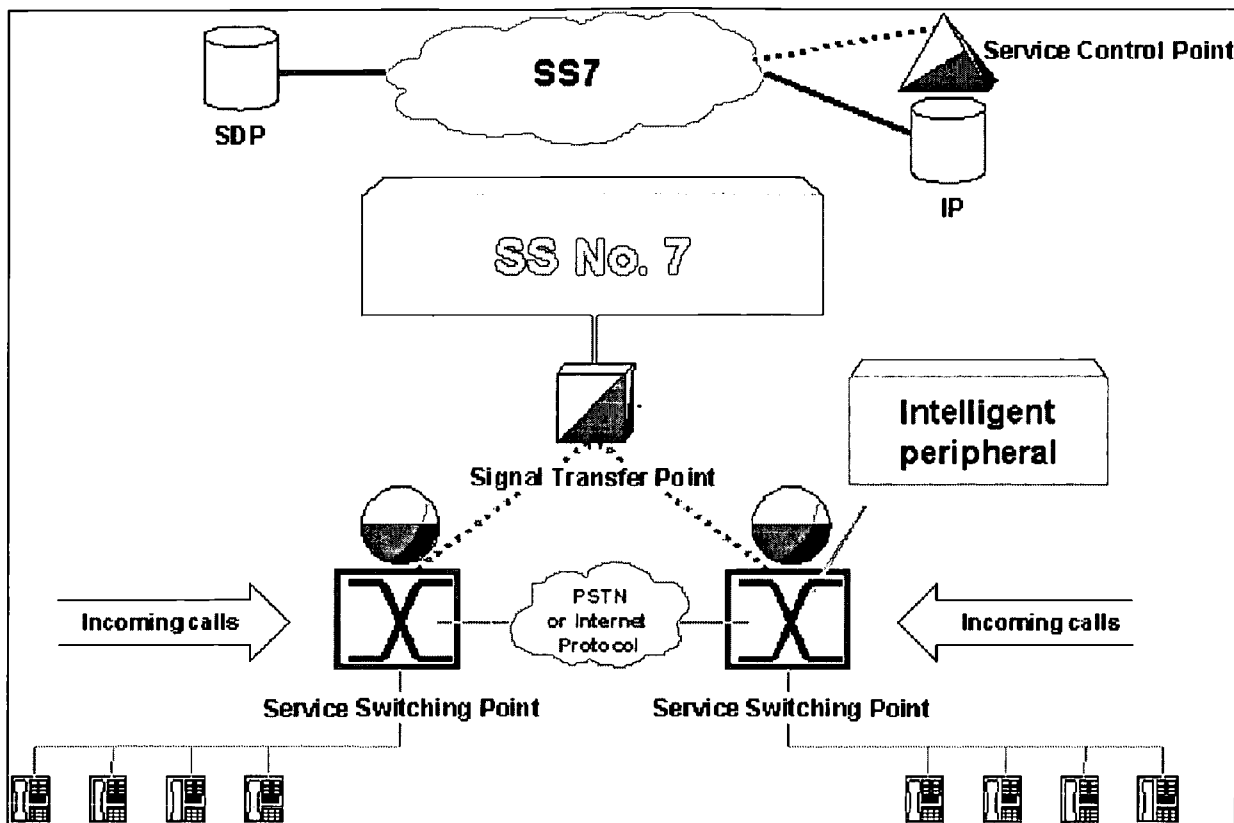 SS7
Service Control Point
SDP
IP
SS No. 7
Intelligent
peripheral
Signal Transfer Point
PSTN
or Internet
Protocol
Incoming calls
Incoming calls
Service Switching Point
Service Switching Point